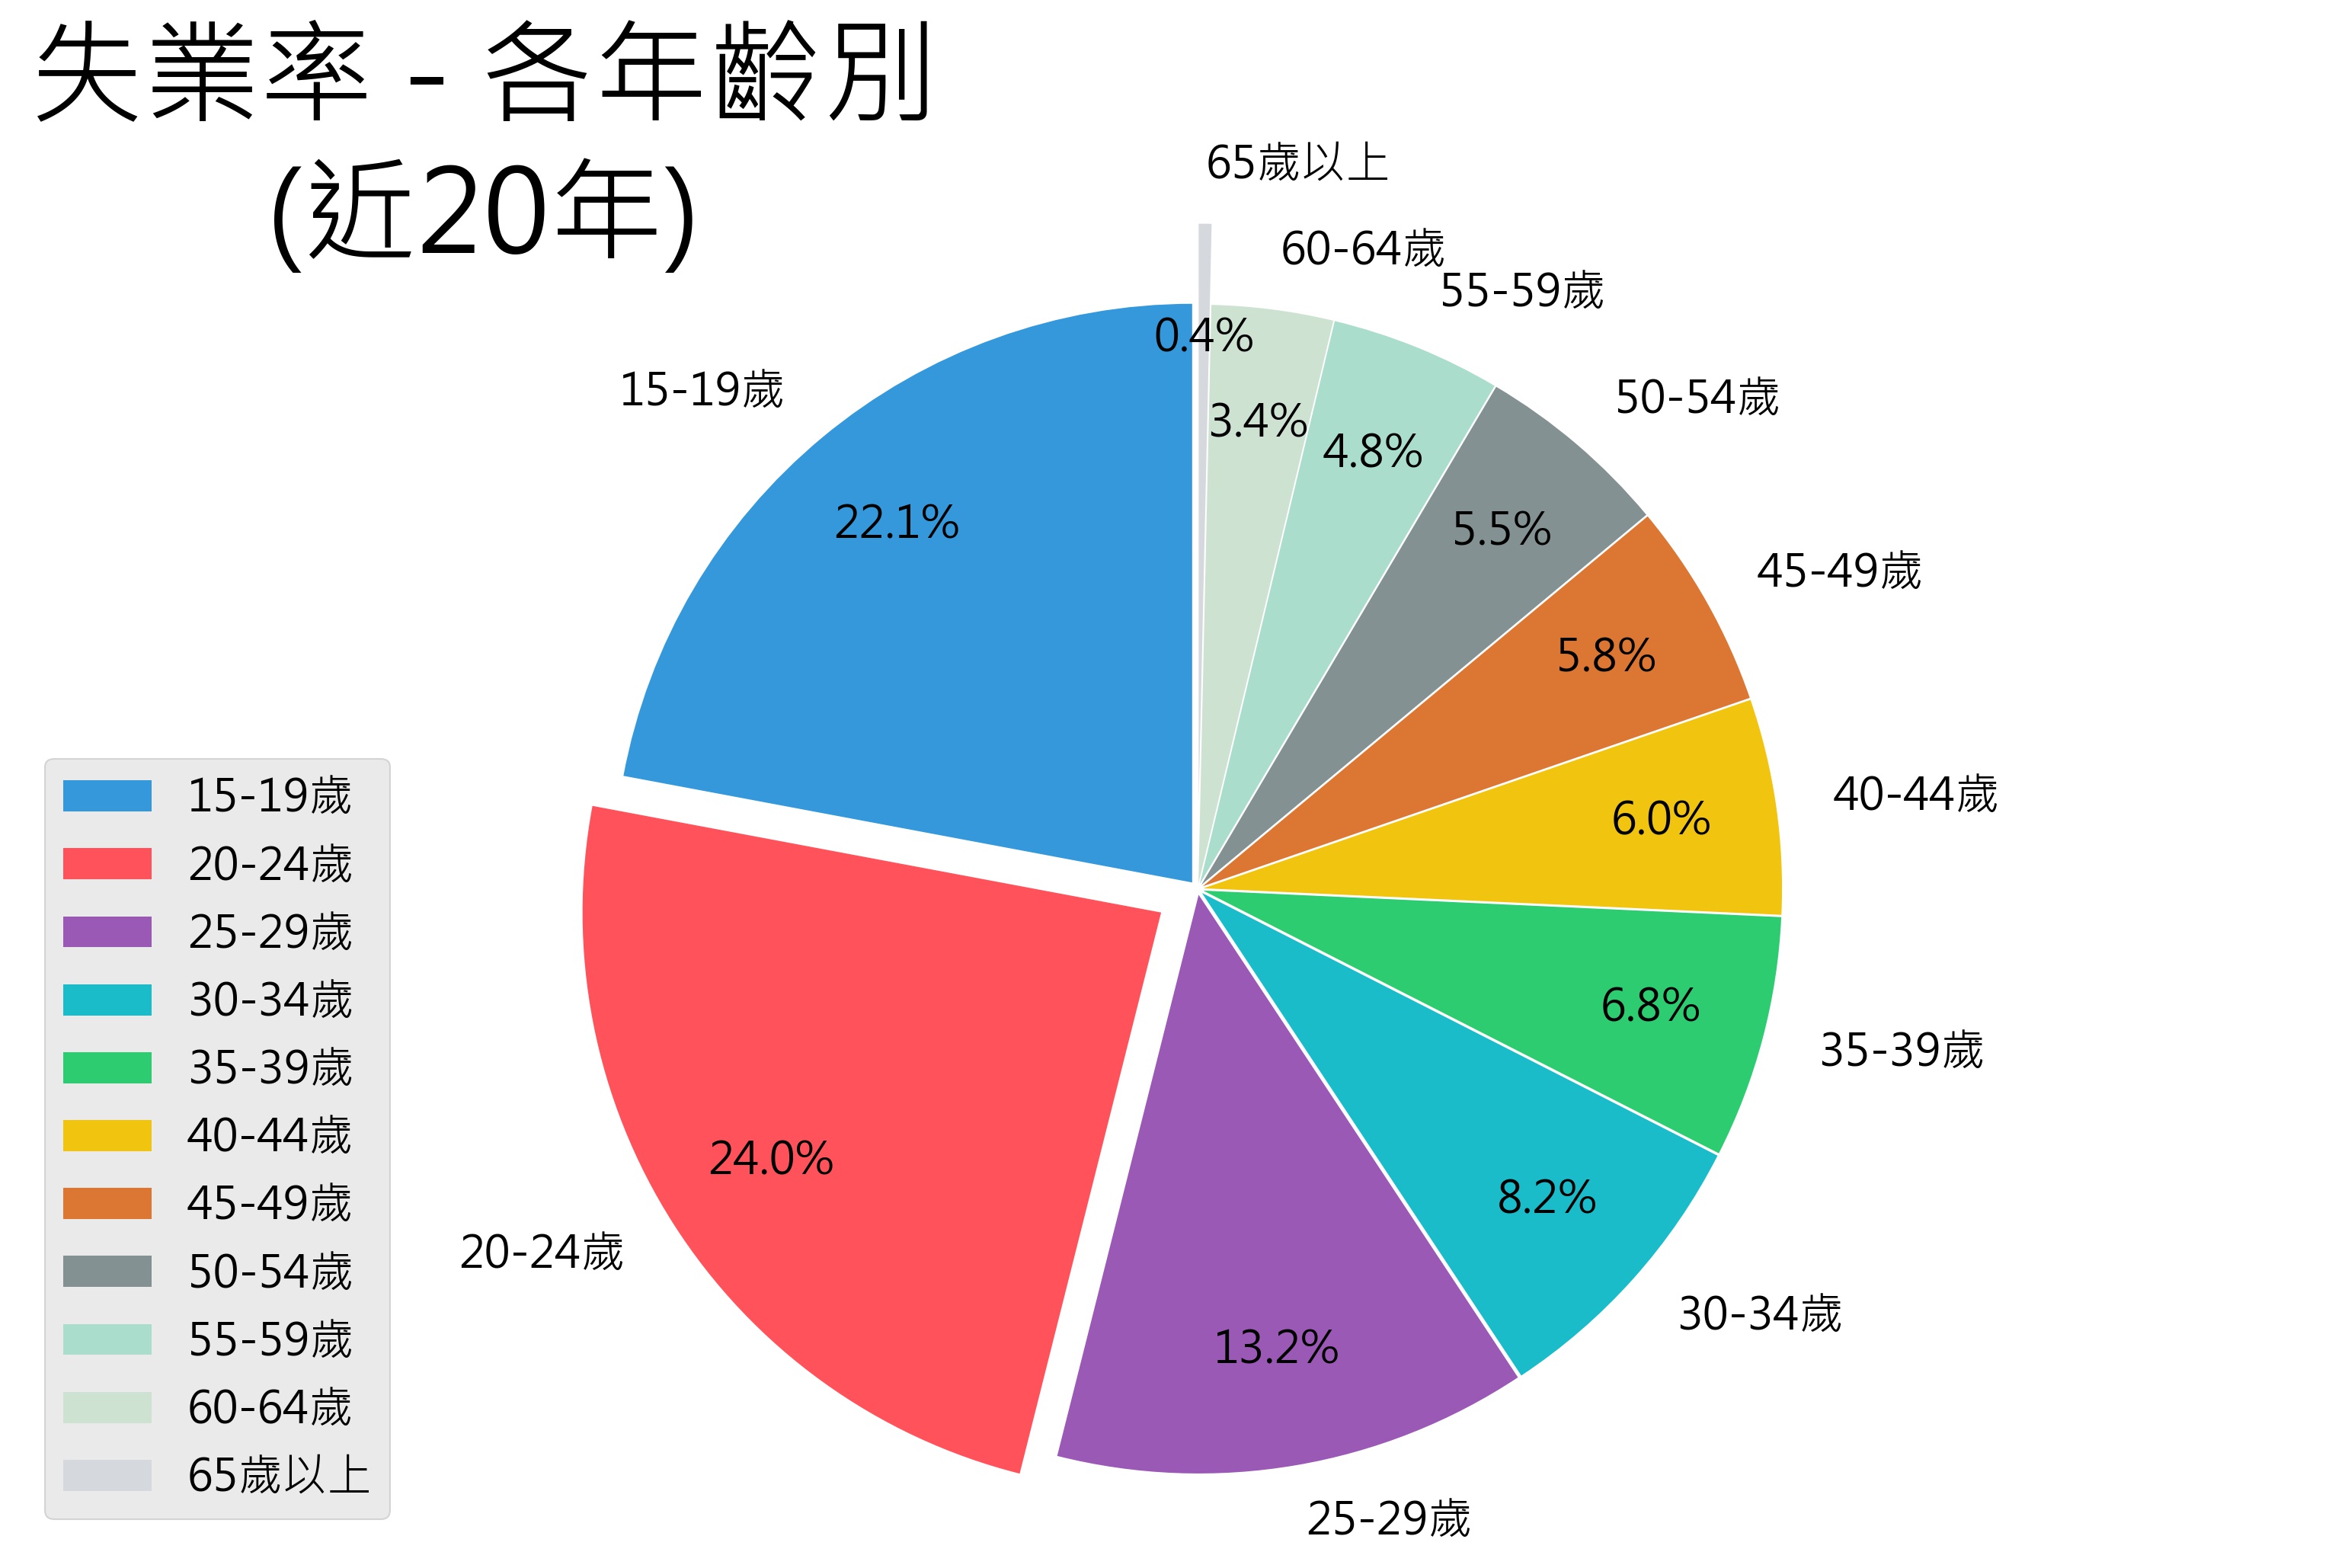 失業率 - 各年齡別
(近20年)
65歲以上
60-64歲
55-59歲
50-54歲
45-49歲
40-44歲
35-39歲
30-34歲
25-29歲
20-24歲
15-19歲
0.4%
3.4%
4.8%
5.5%
5.8%
6.0%
6.8%
8.2%
13.2%
24.0%
22.1%
15-19歲
20-24歲
25-29歲
30-34歲
35-39歲
40-44歲
45-49歲
50-54歲
55-59歲
60-64歲
65歲以上